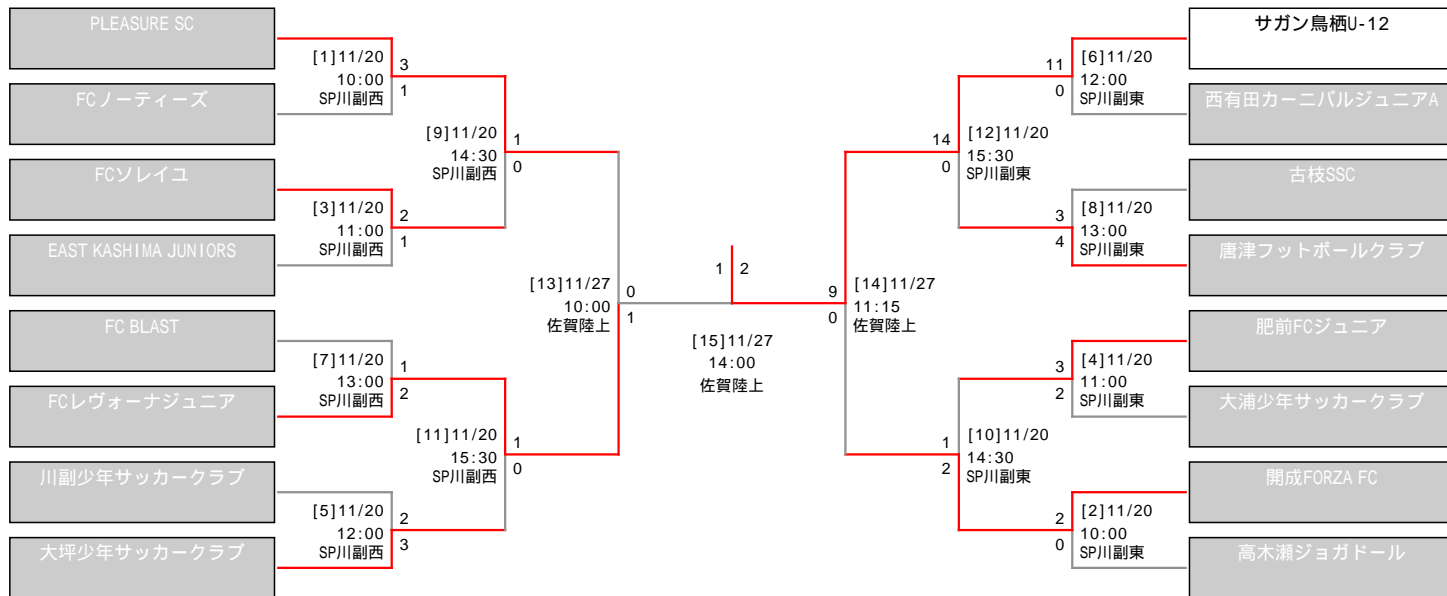 PLEASURE SC
[1]11/20
10:00
SP川副西
3
1
FCノーティーズ
[9]11/20
14:30
SP川副西
1
0
FCソレイユ
[3]11/20
11:00
SP川副西
2
1
EAST KASHIMA JUNIORS
[13]11/27
10:00
佐賀陸上
0
1
FC BLAST
[7]11/20
13:00
SP川副西
1
2
FCレヴォーナジュニア
[11]11/20
15:30
SP川副西
1
0
川副少年サッカークラブ
[5]11/20
12:00
SP川副西
2
3
大坪少年サッカークラブ
1 2
[15]11/27
14:00
佐賀陸上
サガン鳥栖U-12
11
0
[6]11/20
12:00
SP川副東
西有田カーニバルジュニアA
14
0
[12]11/20
15:30
SP川副東
古枝SSC
3
4
[8]11/20
13:00
SP川副東
唐津フットボールクラブ
9
0
[14]11/27
11:15
佐賀陸上
肥前FCジュニア
3
2
[4]11/20
11:00
SP川副東
大浦少年サッカークラブ
1
2
[10]11/20
14:30
SP川副東
開成FORZA FC
2
0
[2]11/20
10:00
SP川副東
高木瀬ジョガドール